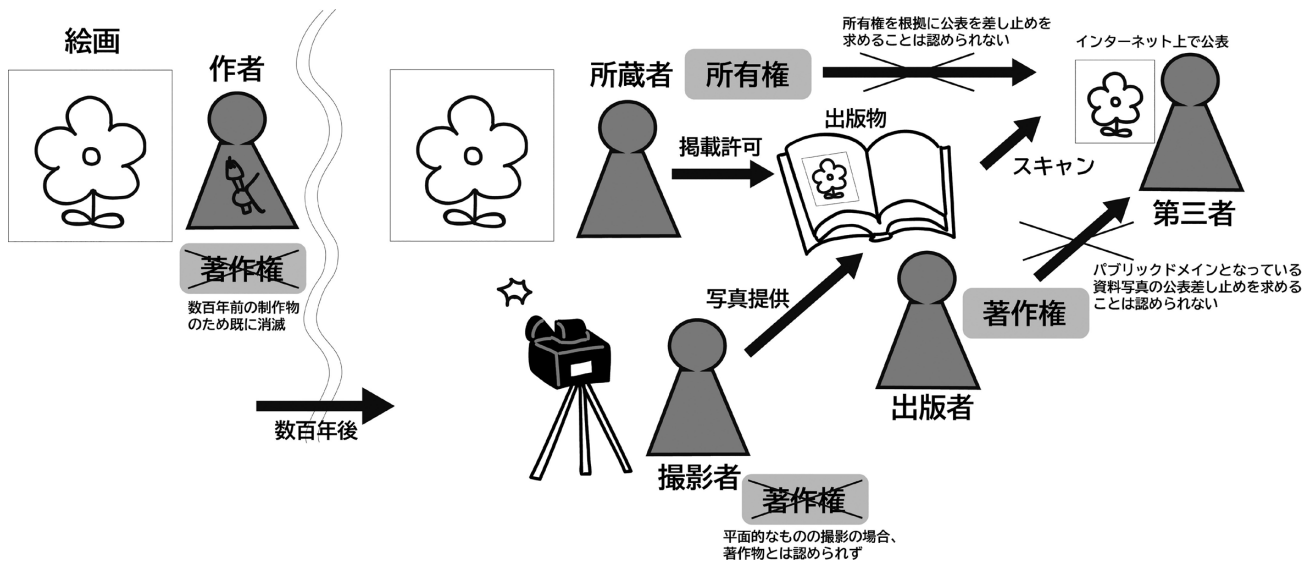 絵画
作者
著作権
数百年前の制作物
のため既に消滅
数百年後
所蔵者
所有権
所有権を根拠に公表を差し止めを
求めることは認められない
インターネット上で公表
掲載許可
出版物
スキャン
第三者
写真提供
撮影者
著作権
平面的なものの撮影の場合、
著作物とは認められず
出版者
著作権
パブリックドメインとなっている
資料写真の公表差し止めを求める
ことは認められない